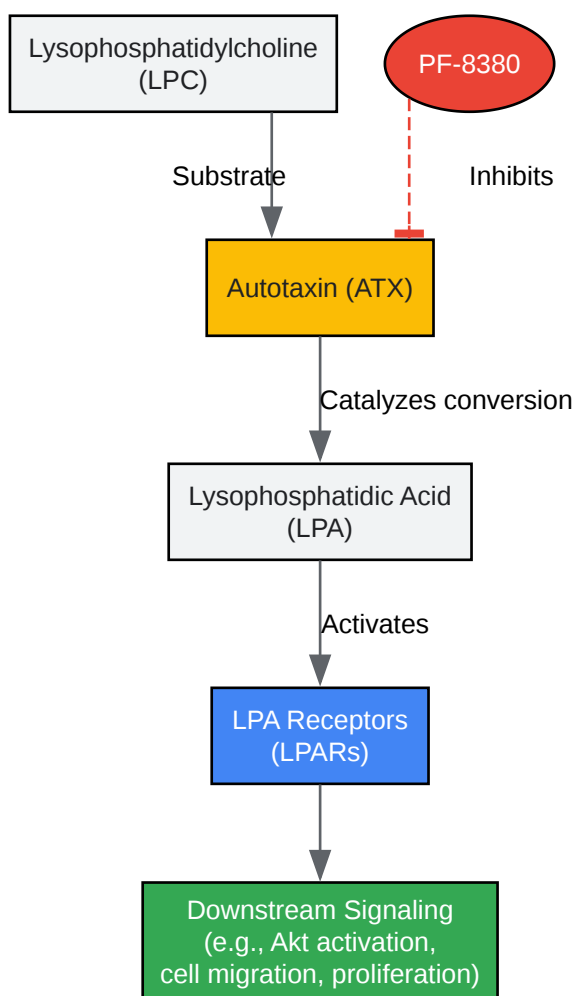 Lysophosphatidylcholine
(LPC)
PF-8380
Substrate
Inhibits
Autotaxin (ATX)
Catalyzes conversion
Lysophosphatidic Acid
(LPA)
Activates
LPA Receptors
(LPARs)
Downstream Signaling
(e.g., Akt activation,
cell migration, proliferation)